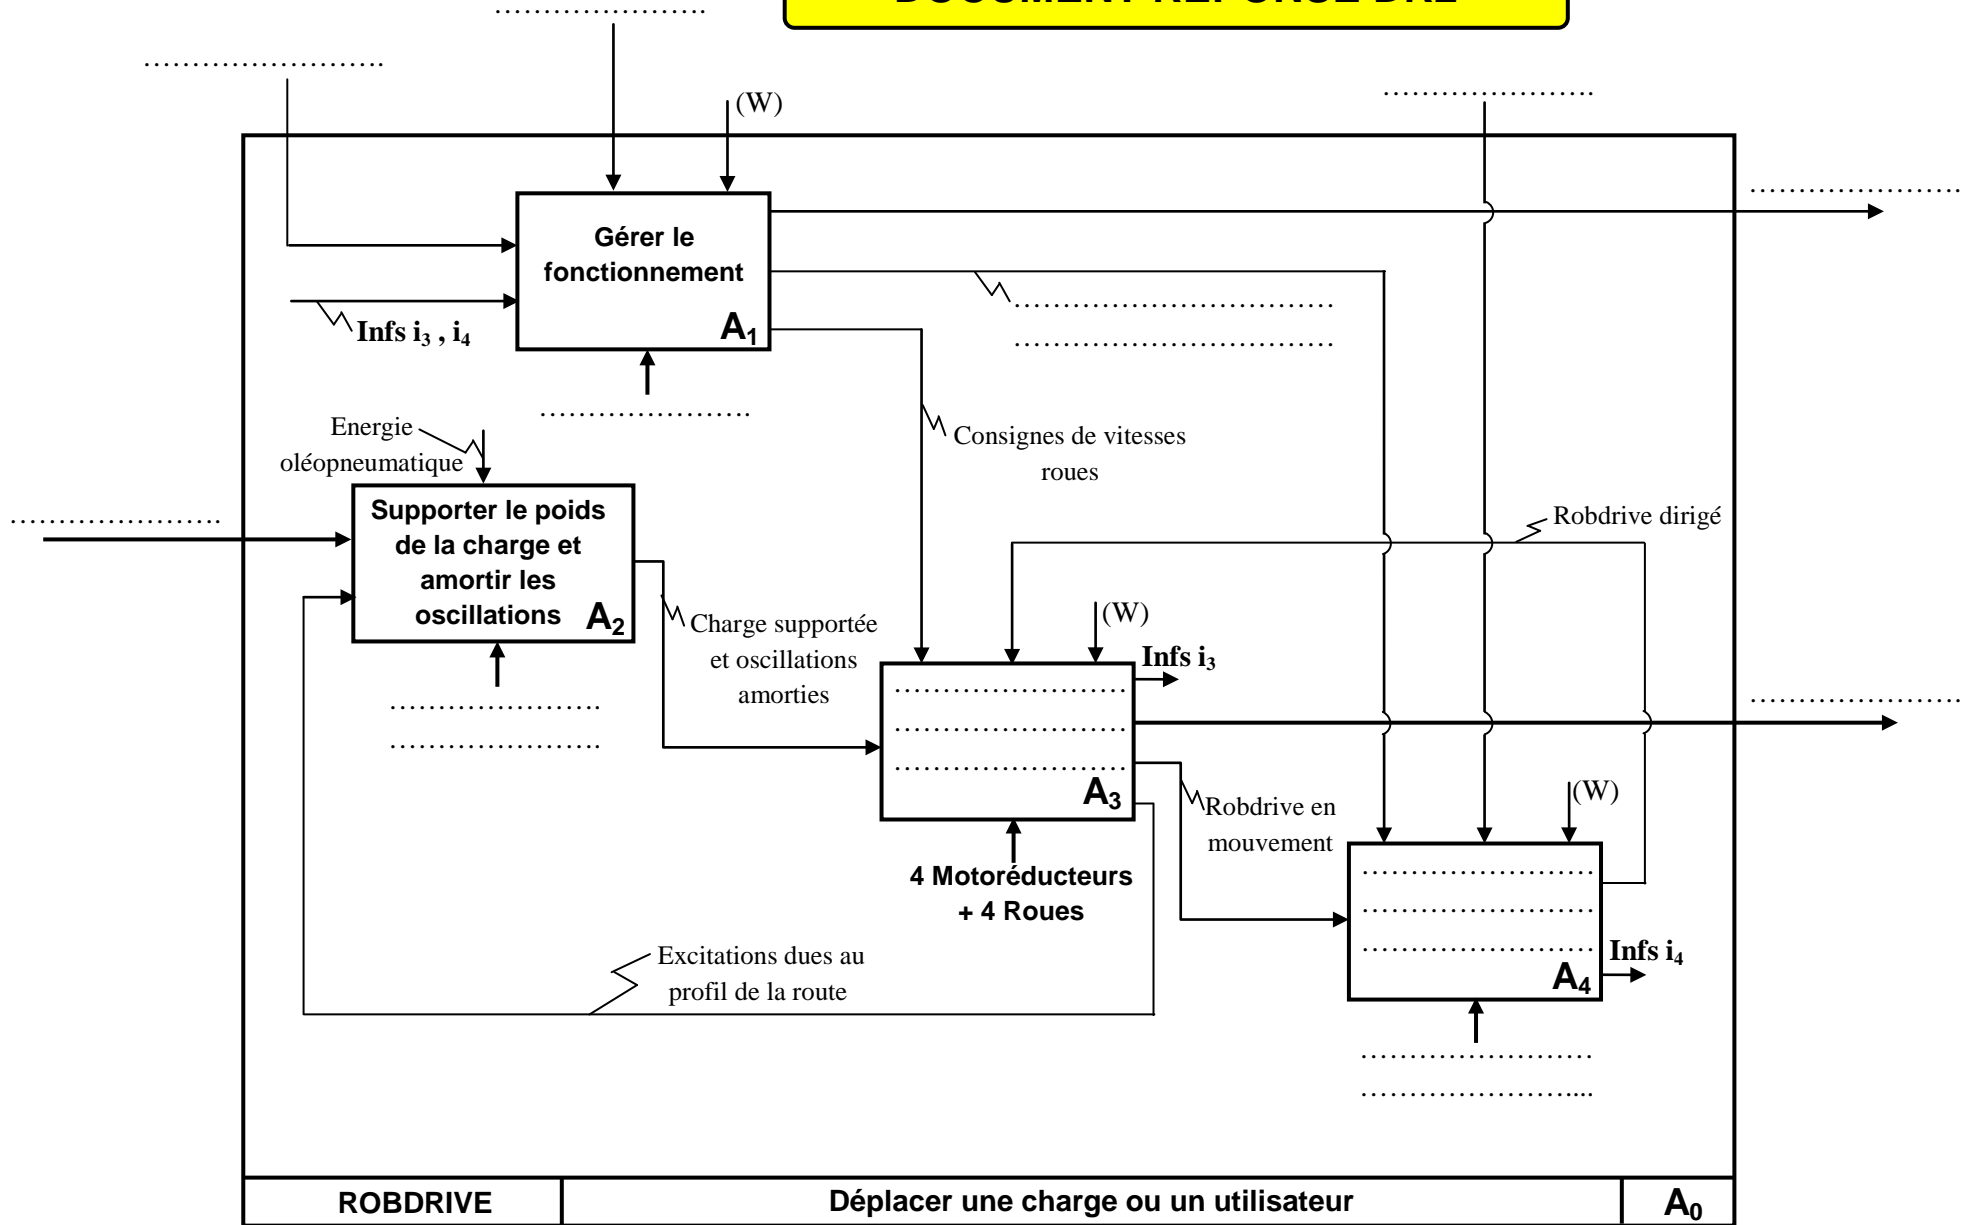 …………………….
DOCUMENT REPONSE DR2
…………………….
………………….
(W)
………………….
Gérer le
fonctionnement
A1
Infs i3 , i4
……………………………
……………………………
………………….
Energie
oléopneumatique
Consignes de vitesses
roues
………………….
Supporter le poids
de la charge et
amortir les
oscillations
A2
Robdrive dirigé
Charge supportée
et oscillations
amorties
(W)
Infs i3
………………….
………………….
……………………
……………………
……………………
A3
………………….
Robdrive en
mouvement
(W)
4 Motoréducteurs
+ 4 Roues
……………………
……………………
……………………
A4
Infs i4
Excitations dues au
profil de la route
……………………
…………………....
ROBDRIVE
Déplacer une charge ou un utilisateur
A0